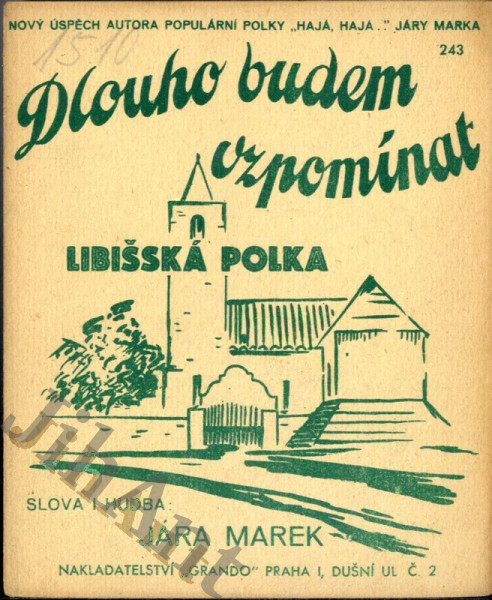 NOVÝ ÚSPĚCH AUTORA POPULÁRNÍ POLKY „HAJÁ, HAJÁ.." JÁRY MARKA
243
1510
Dlouho budem
vzpomínat
LIBIŠSKÁ POLKA
SLOVA I HUDBA:
JÁRA MAREK
NAKLADATELSTVÍ „GRANDO" PRAHA I, DUŠNÍ UL Č. 2
JihAnt